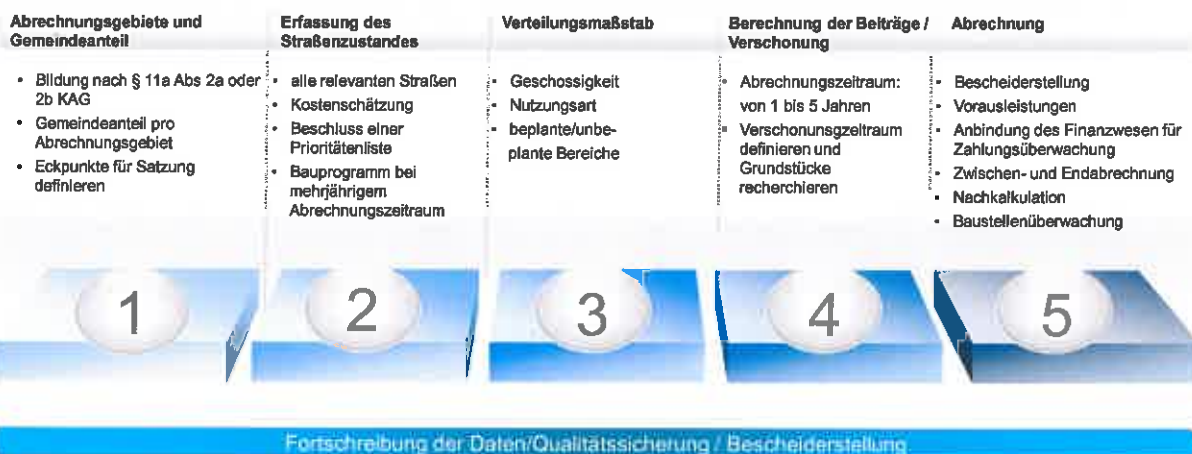 Abrechnungsgebiete und
Gemeindeanteil
• Bildung nach § 11a Abs 2a oder
2b KAG
• Gemeindeanteil pro
Abrechnungsgebiet
• Eckpunkte für Satzung
definieren
Erfassung des
Straßenzustandes
• alle relevanten Straßen
• Kostenschätzung
• Beschluss einer
Prioritätenliste
• Bauprogramm bei
mehrjährigem
Abrechnungszeitraum
Verteilungsmaßstab
• Geschossigkeit
• Nutzungsart
• beplante/unbe-
plante Bereiche
Berechnung der Beiträge /
Verschonung
• Abrechnungszeitraum:
von 1 bis 5 Jahren
• Verschonunsgzeitraum
definieren und
Grundstücke
recherchieren
Abrechnung
• Bescheiderstellung
• Vorausleistungen
• Anbindung des Finanzwesen für
Zahlungsüberwachung
• Zwischen- und Endabrechnung
• Nachkalkulation
• Baustellenüberwachung
1
2
3
4
5
Fortschreibung der Daten/Qualitätssicherung / Bescheiderstellung